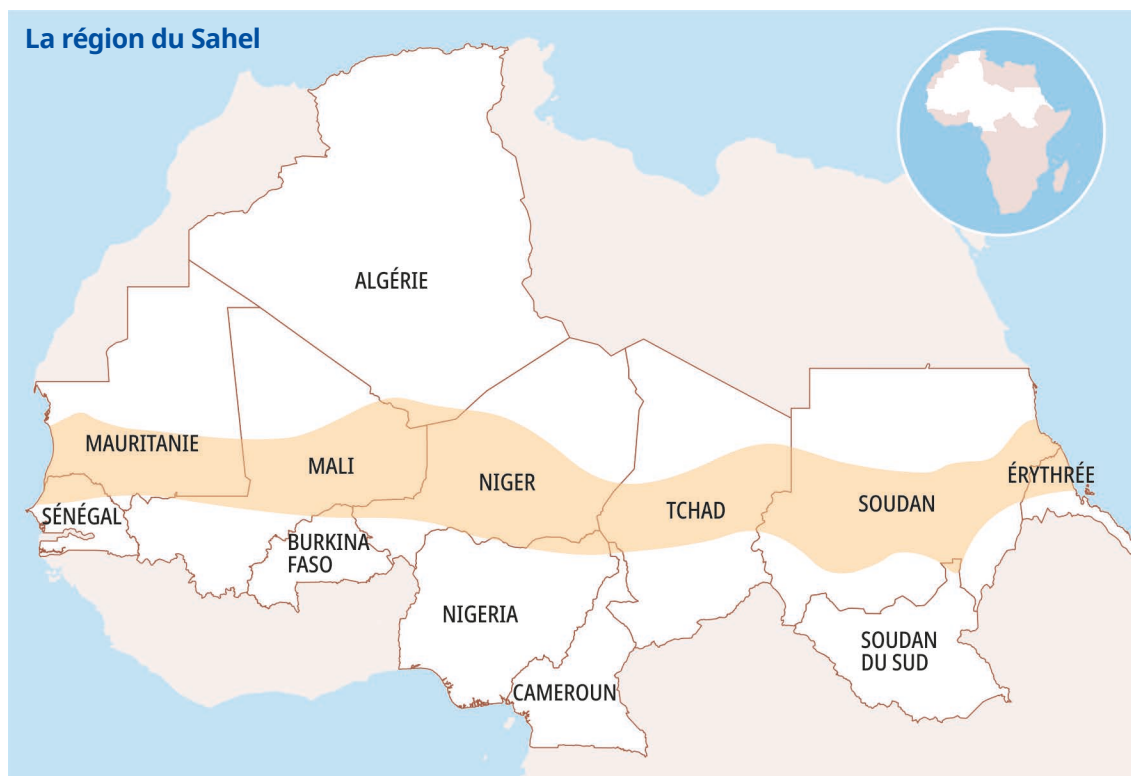 La région du Sahel
ALGÉRIE
MAURITANIE
MALI
NIGER
TCHAD
SOUDAN
ÉRYTHRÉE
SÉNÉGAL
BURKINA
FASO
NIGERIA
CAMEROUN
SOUDAN
DU SUD